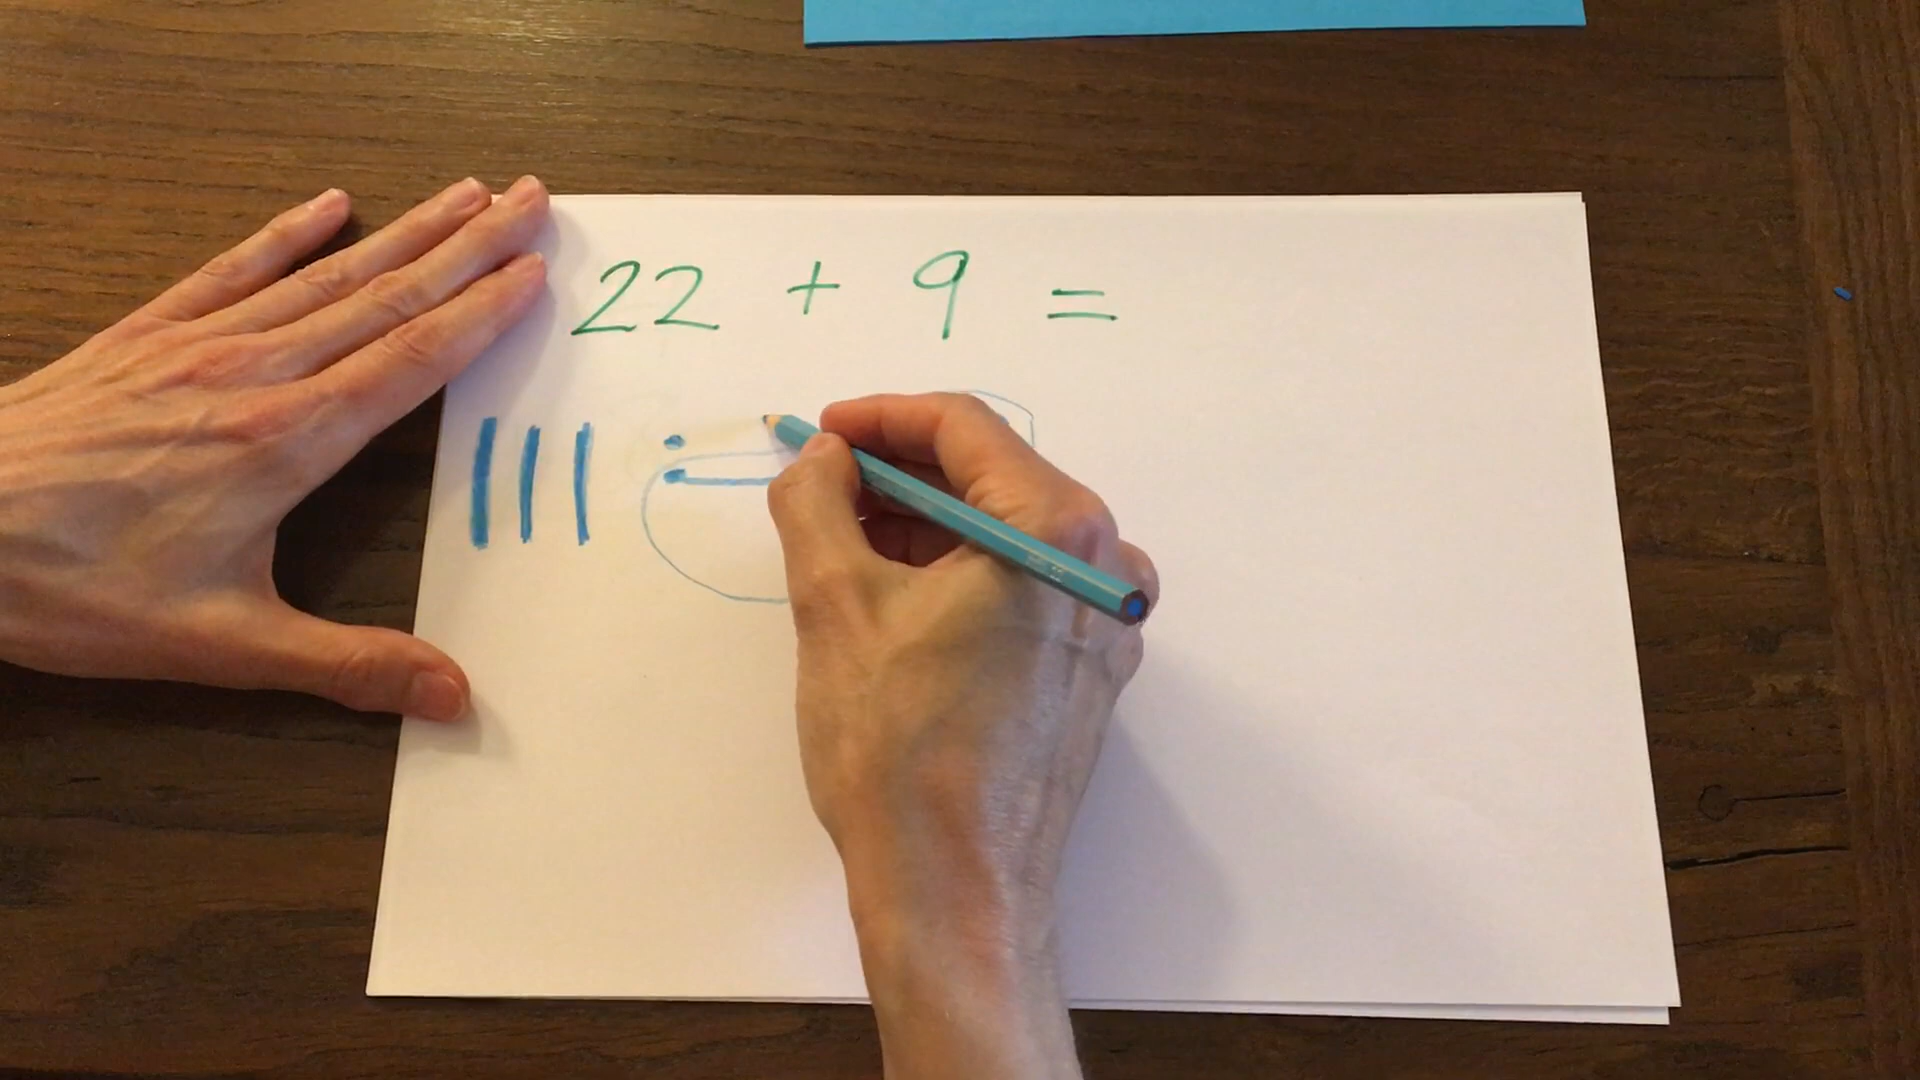 22 + 9 =